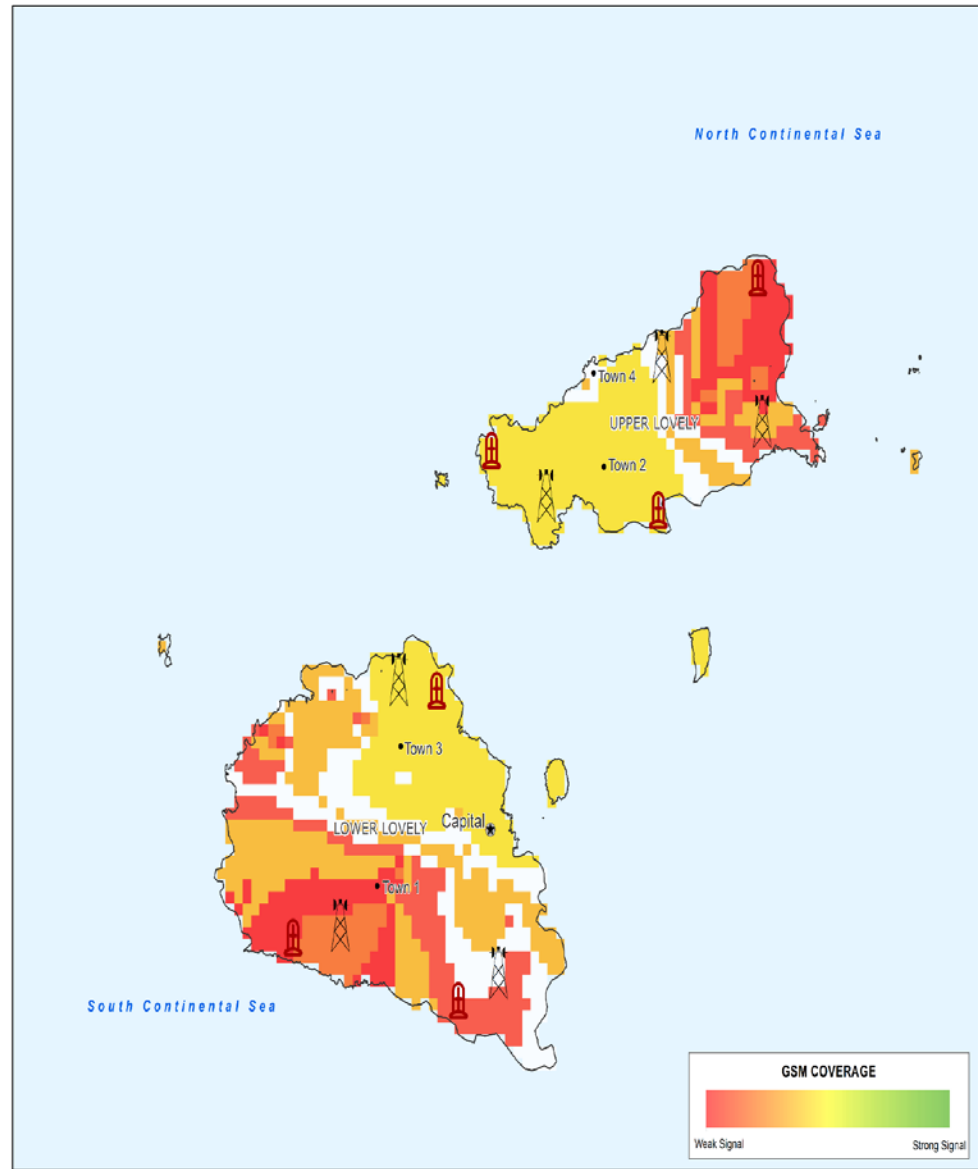 North Continental Sea
Town 4
UPPER LOVELY
Town 2
Town 3
LOWER LOVELY
Capital
Town 1
South Continental Sea
GSM COVERAGE
Weak Signal
Strong Signal